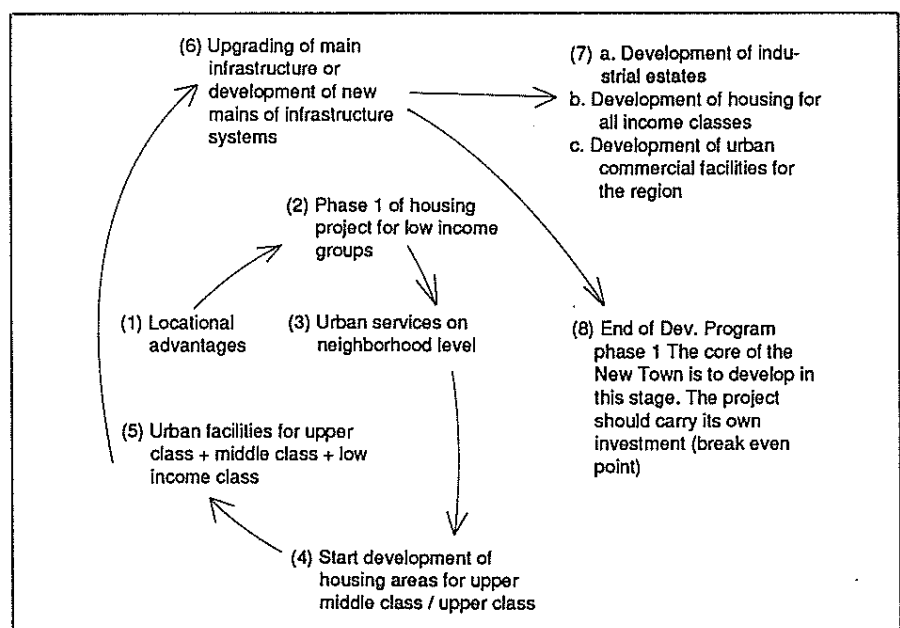 (6) Upgrading of main
infrastructure or
development of new
mains of infrastructure
systems
(7) a. Development of indu-
strial estates
b. Development of housing for
all income classes
c. Development of urban
commercial facilities for
the region
(2) Phase 1 of housing
project for low income
groups
(1) Locational
advantages
(3) Urban services on
neighborhood level
(8) End of Dev. Program
phase 1 The core of the
New Town is to develop in
this stage. The project
should carry its own
investment (break even
point)
(5) Urban facilities for upper
class + middle class + low
income class
(4) Start development of
housing areas for upper
middle class / upper class